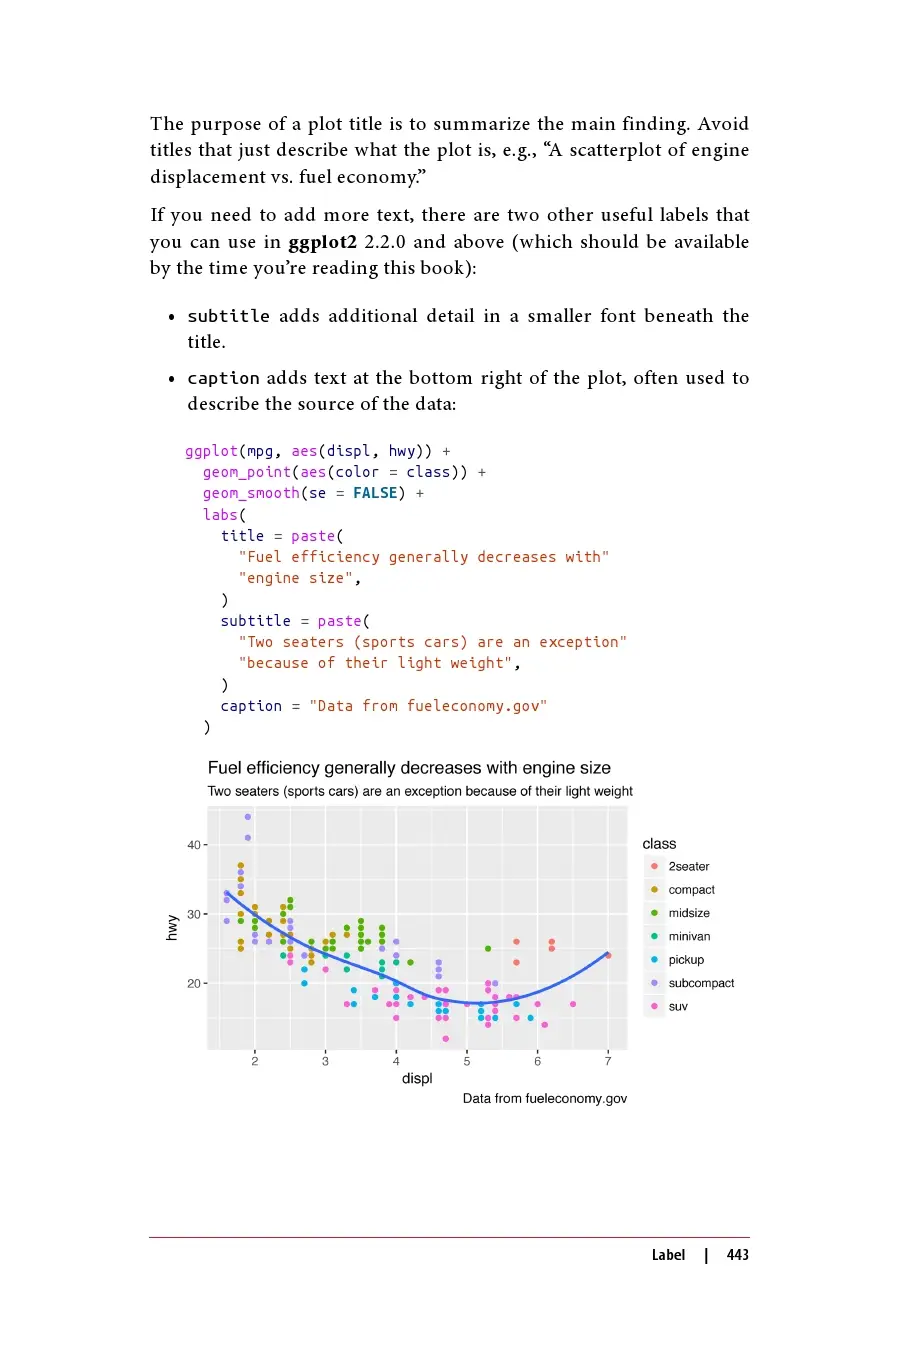 The purpose of a plot title is to summarize the main finding. Avoid
titles that just describe what the plot is, e.g., “A scatterplot of engine
displacement vs. fuel economy.”
If you need to add more text, there are two other useful labels that
you can use in ggplot2 2.2.0 and above (which should be available
by the time you’re reading this book):
• subtitle adds additional detail in a smaller font beneath the
title.
• caption adds text at the bottom right of the plot, often used to
describe the source of the data:
ggplot(mpg, aes(displ, hwy)) +
  geom_point(aes(color = class)) +
  geom_smooth(se = FALSE) +
  labs(
    title = paste(
      "Fuel efficiency generally decreases with"
      "engine size",
    )
    subtitle = paste(
      "Two seaters (sports cars) are an exception"
      "because of their light weight",
    )
    caption = "Data from fueleconomy.gov"
  )
Fuel efficiency generally decreases with engine size
Two seaters (sports cars) are an exception because of their light weight
40
30
20
hwy
2 3 4 5 6 7
displ
class
2seater
compact
midsize
minivan
pickup
subcompact
suv
Data from fueleconomy.gov
Label | 443